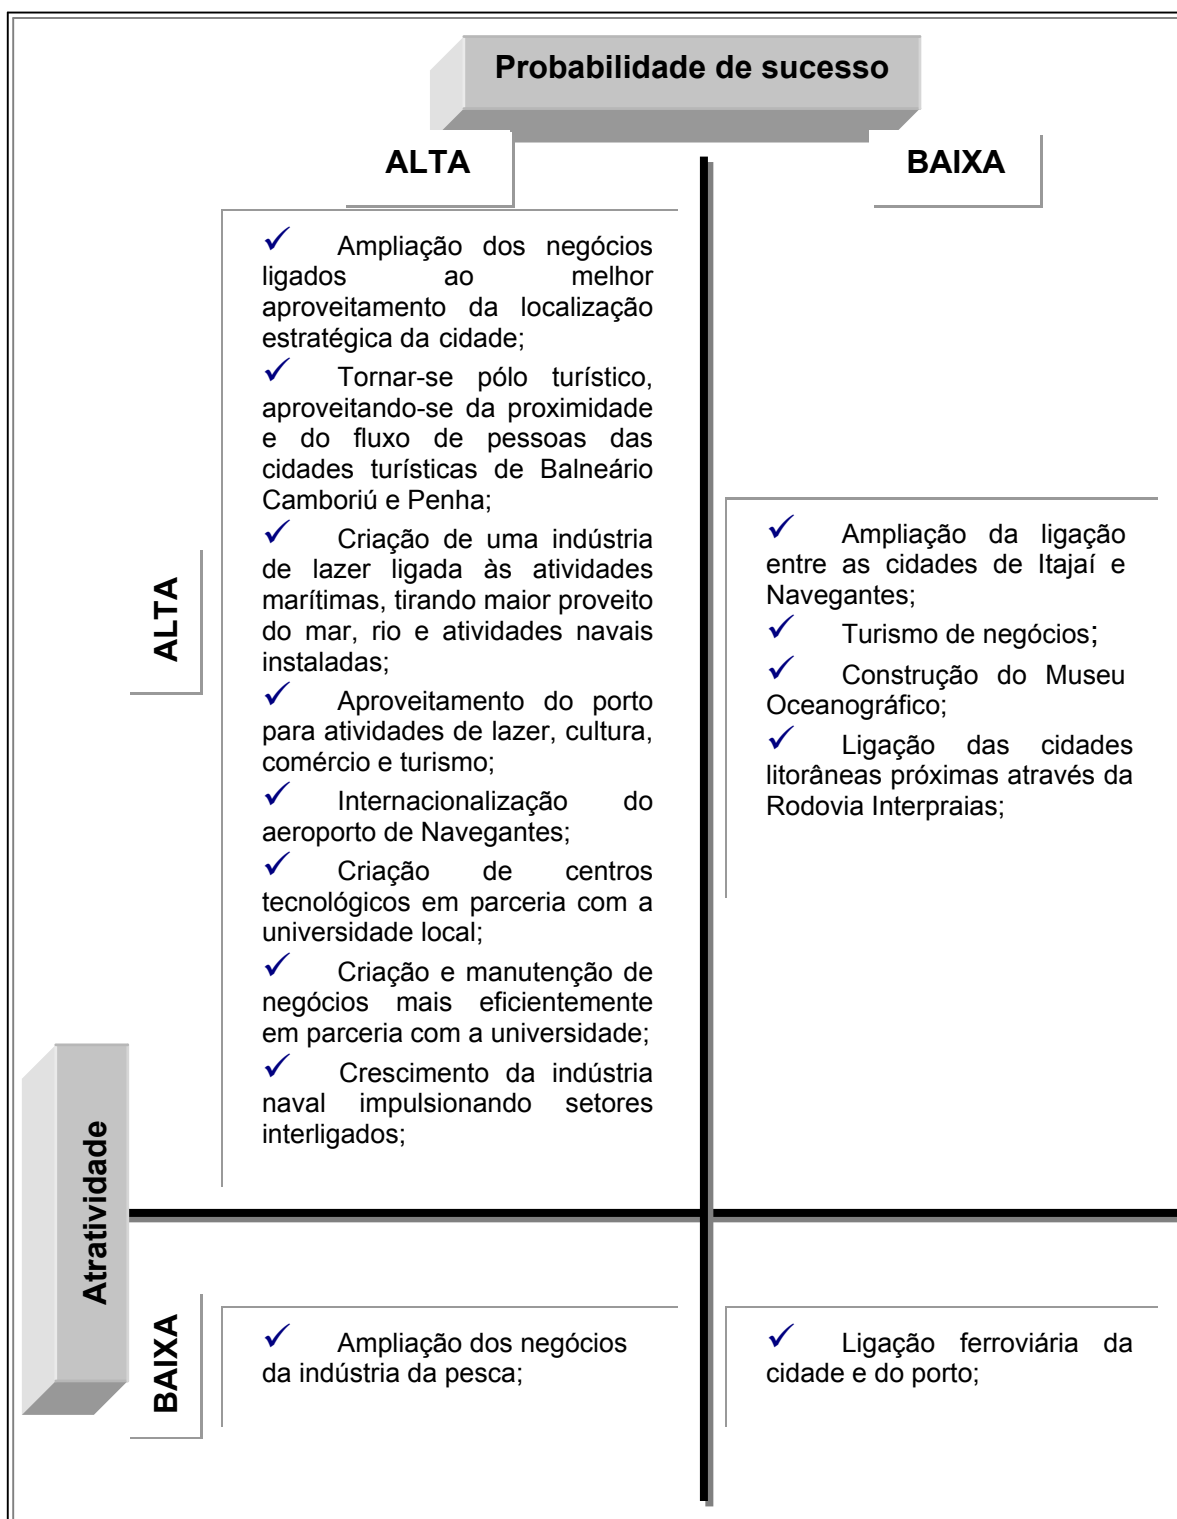 Probabilidade de sucesso
ALTA
BAIXA
Atratividade
ALTA
✓ Ampliação dos negócios
ligados ao melhor
aproveitamento da localização
estratégica da cidade;
✓ Tornar-se pólo turístico,
aproveitando-se da proximidade
e do fluxo de pessoas das
cidades turísticas de Balneário
Camboriú e Penha;
✓ Criação de uma indústria
de lazer ligada às atividades
marítimas, tirando maior proveito
do mar, rio e atividades navais
instaladas;
✓ Aproveitamento do porto
para atividades de lazer, cultura,
comércio e turismo;
✓ Internacionalização do
aeroporto de Navegantes;
✓ Criação de centros
tecnológicos em parceria com a
universidade local;
✓ Criação e manutenção de
negócios mais eficientemente
em parceria com a universidade;
✓ Crescimento da indústria
naval impulsionando setores
interligados;
✓ Ampliação da ligação
entre as cidades de Itajaí e
Navegantes;
✓ Turismo de negócios;
✓ Construção do Museu
Oceanográfico;
✓ Ligação das cidades
litorâneas próximas através da
Rodovia Interpraias;
BAIXA
✓ Ampliação dos negócios
da indústria da pesca;
✓ Ligação ferroviária da
cidade e do porto;